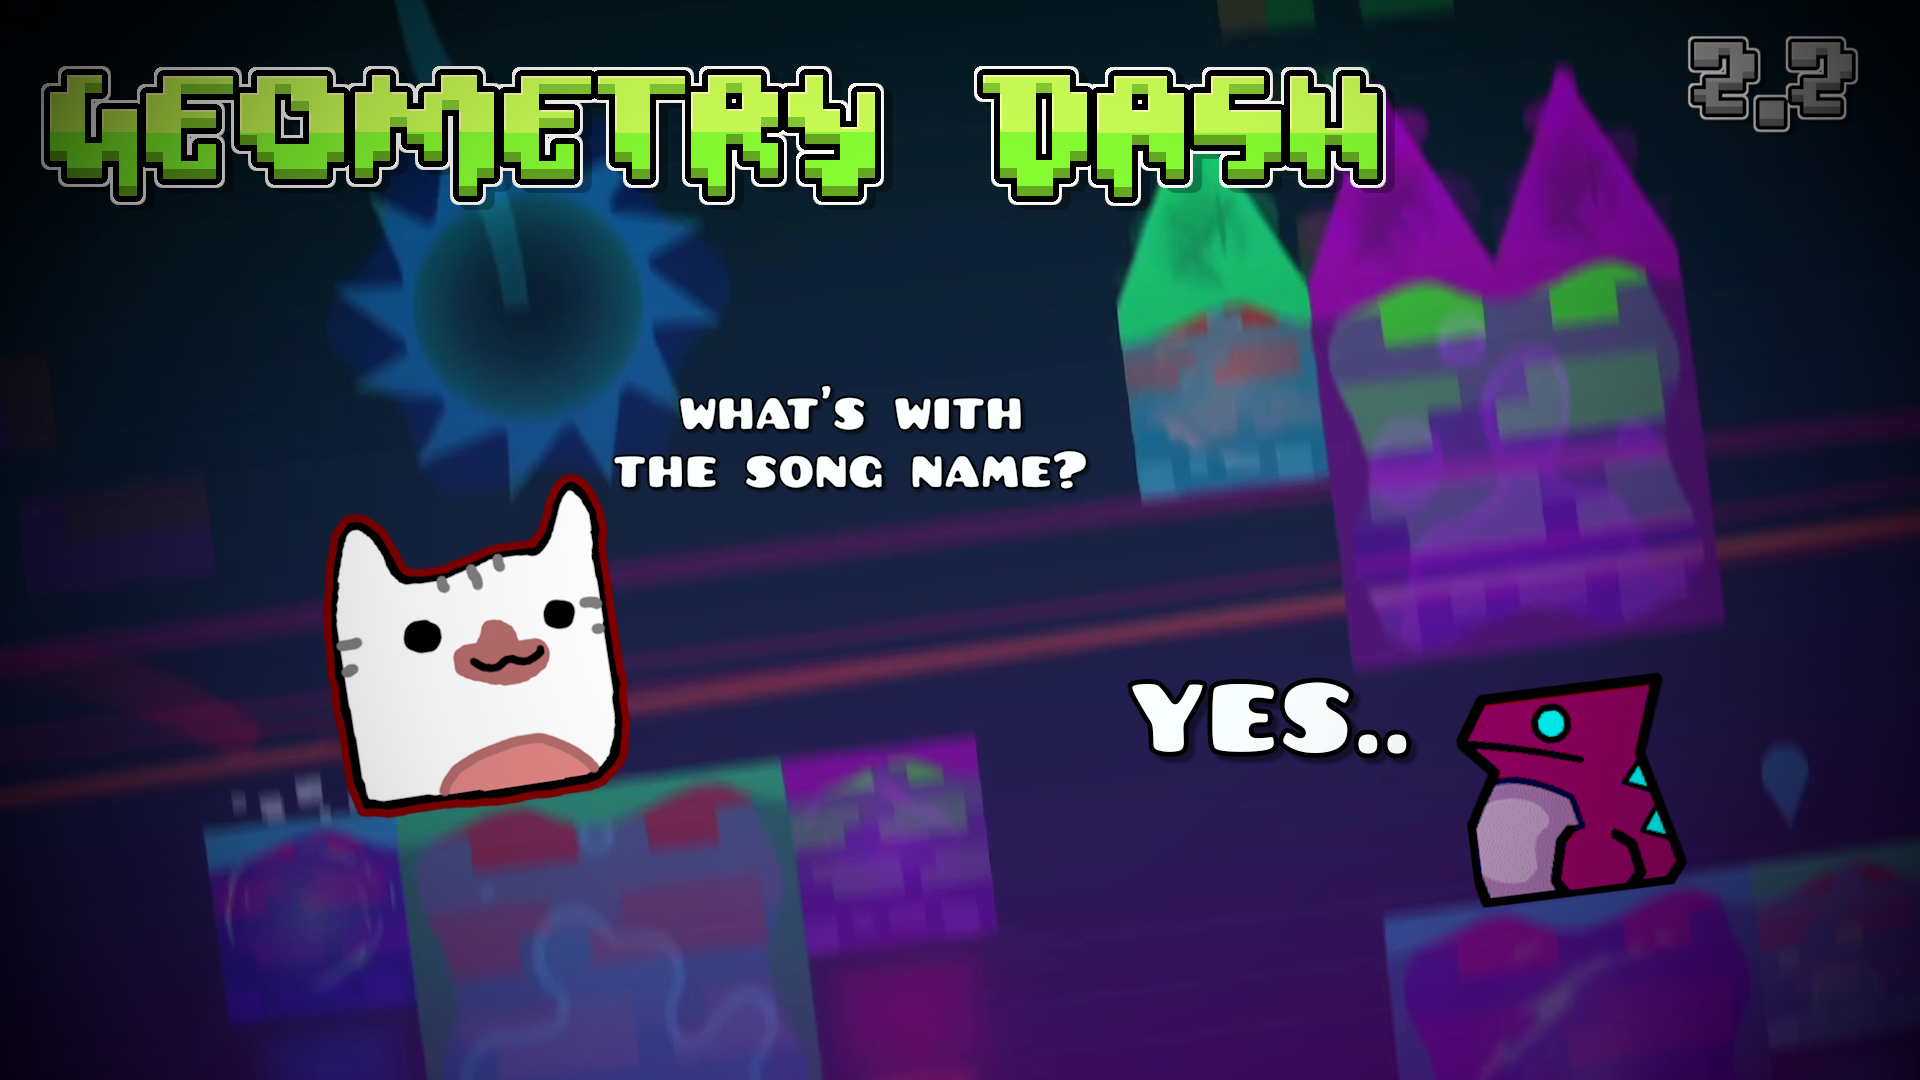 GEOMETRY DASH
2.2
WHAT'S WITH
THE SONG NAME?
YES..